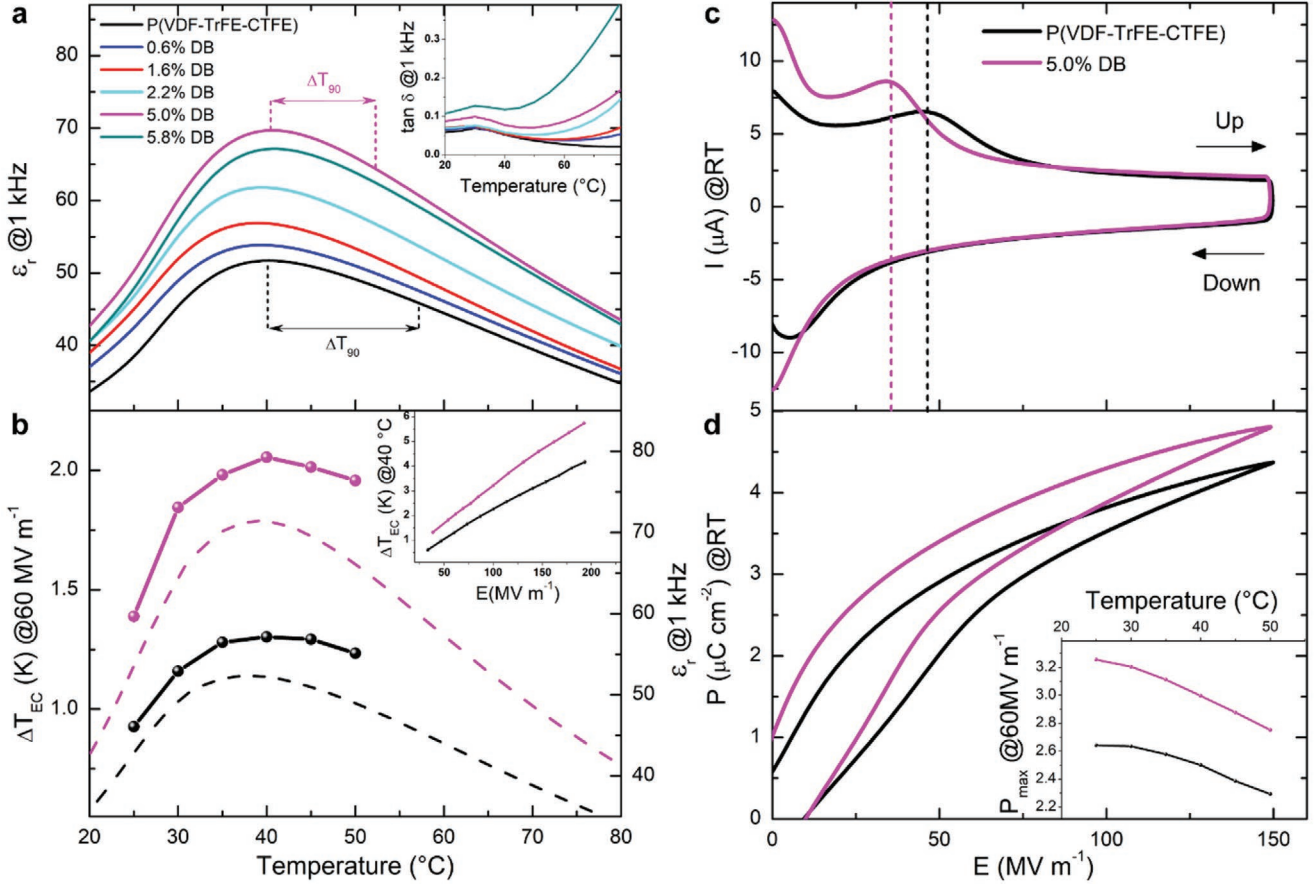 a
P(VDF-TrFE-CTFE)
0.6% DB
1.6% DB
2.2% DB
5.0% DB
5.8% DB
ΔT₉₀
ΔT₉₀
80
70
60
50
40
εᵣ @1 kHz
tan δ @1 kHz
0.3
0.2
0.1
0.0
20 40 60
Temperature (°C)
b
2.0
1.5
1.0
ΔT_EC (K) @60 MV m⁻¹
80
70
60
50
40
εᵣ @1 kHz
20 30 40 50 60 70 80
Temperature (°C)
ΔT_EC (K) @40 °C
6
5
4
3
2
1
50 100 150 200
E(MV m⁻¹)
c
P(VDF-TrFE-CTFE)
5.0% DB
Up
Down
10
5
0
-5
-10
I (μA) @RT
d
5
4
3
2
1
0
P (μC cm⁻²) @RT
0 50 100 150
E (MV m⁻¹)
Temperature (°C)
20 30 40 50
3.2
3.0
2.8
2.6
2.4
2.2
P_max @60MV m⁻¹